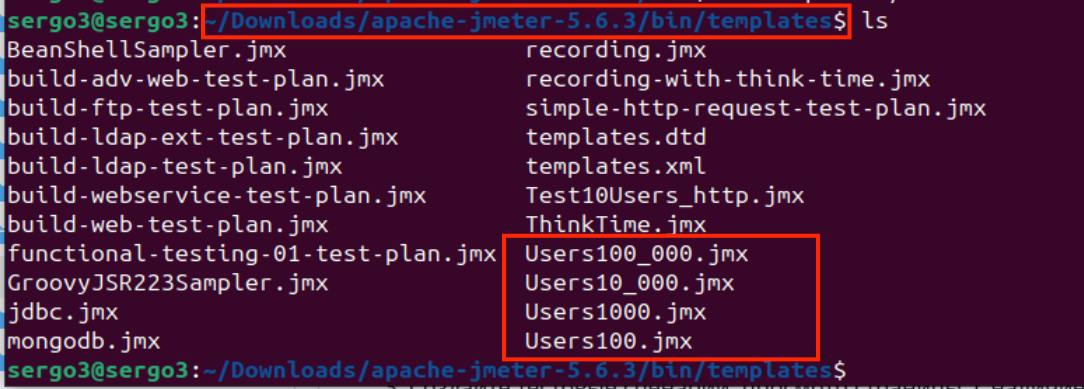 sergo3@sergo3:~/Downloads/apache-jmeter-5.6.3/bin/templates$ ls
BeanShellSampler.jmx recording.jmx
build-adv-web-test-plan.jmx recording-with-think-time.jmx
build-ftp-test-plan.jmx simple-http-request-test-plan.jmx
build-ldap-ext-test-plan.jmx templates.dtd
build-ldap-test-plan.jmx templates.xml
build-webservice-test-plan.jmx Test10Users_http.jmx
build-web-test-plan.jmx ThinkTime.jmx
functional-testing-01-test-plan.jmx Users100_000.jmx
GroovyJSR223Sampler.jmx Users10_000.jmx
jdbc.jmx Users1000.jmx
mongodb.jmx Users100.jmx
sergo3@sergo3:~/Downloads/apache-jmeter-5.6.3/bin/templates$